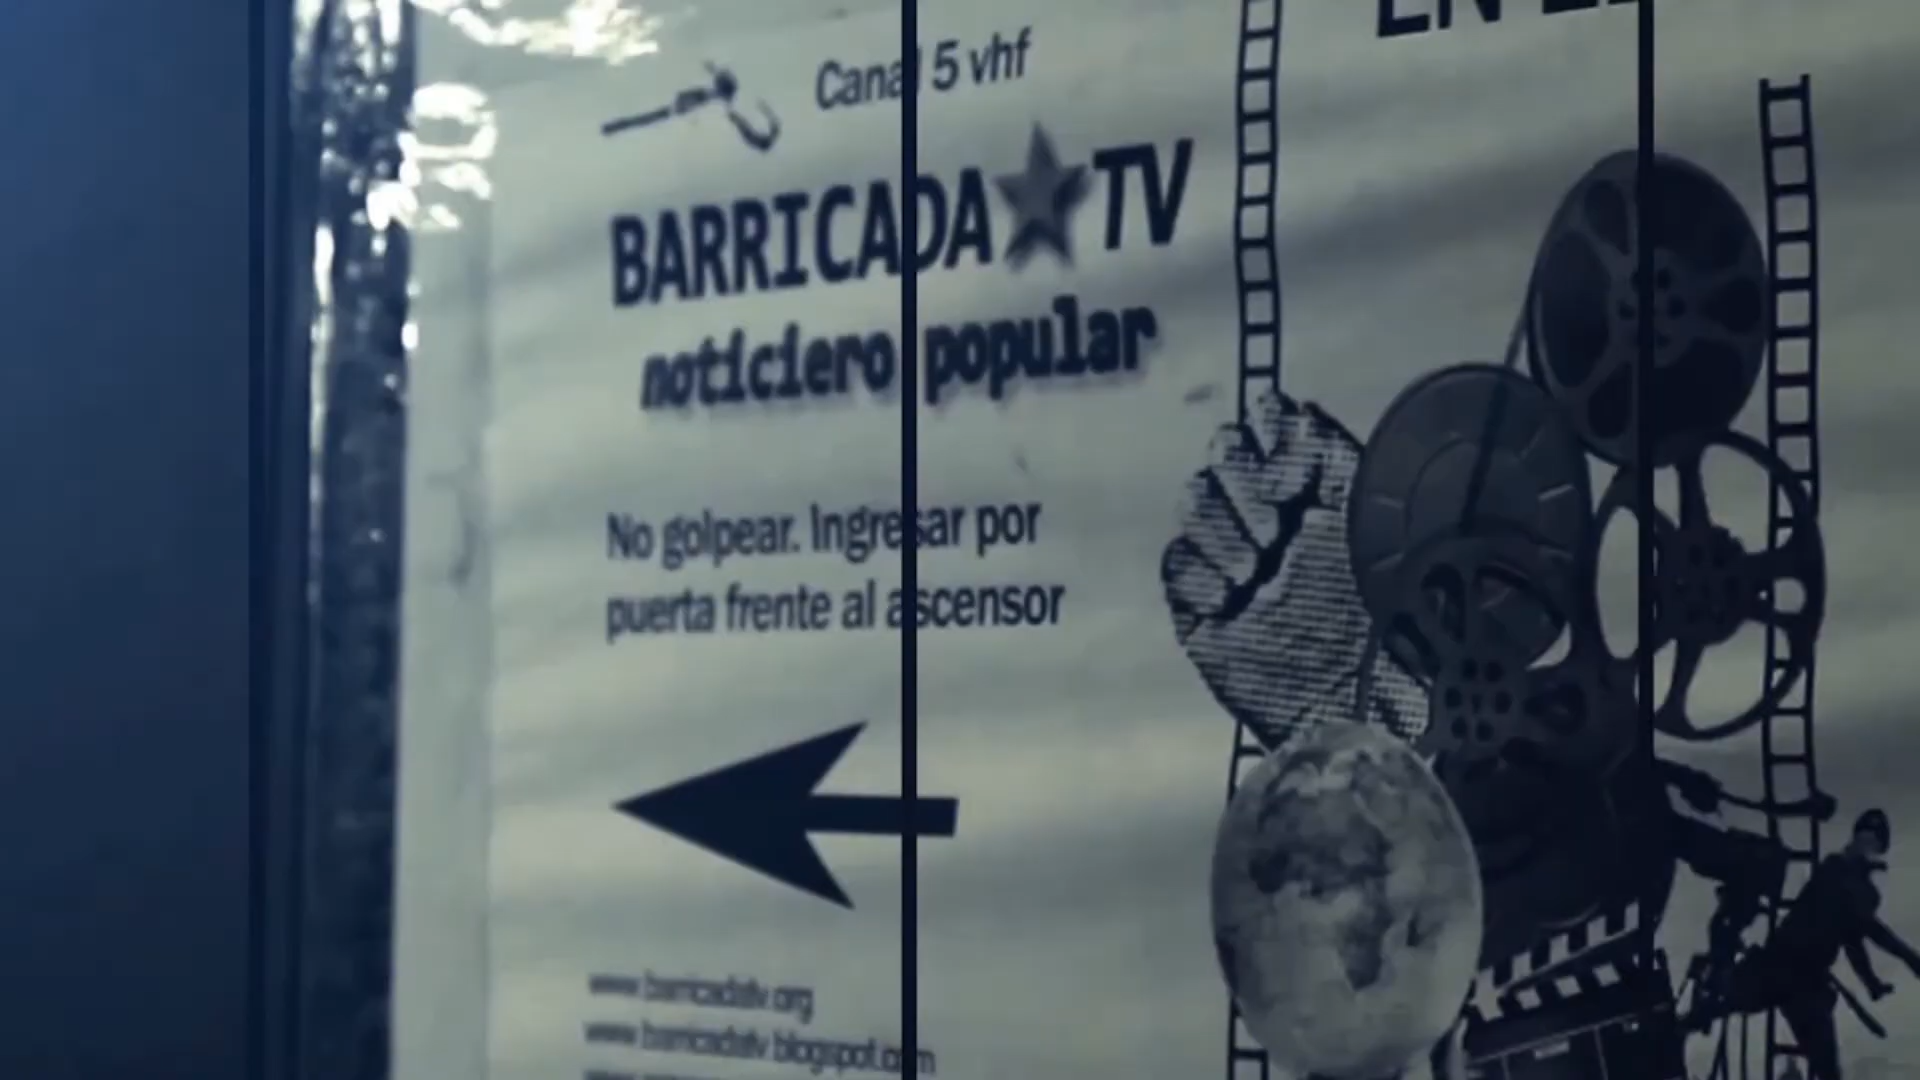 Canal 5 vhf
BARRICADA TV
noticiero popular
No golpear. Ingresar por
puerta frente al ascensor
www.barricadatv.org
www.barricadatv.blogspot.com
EN